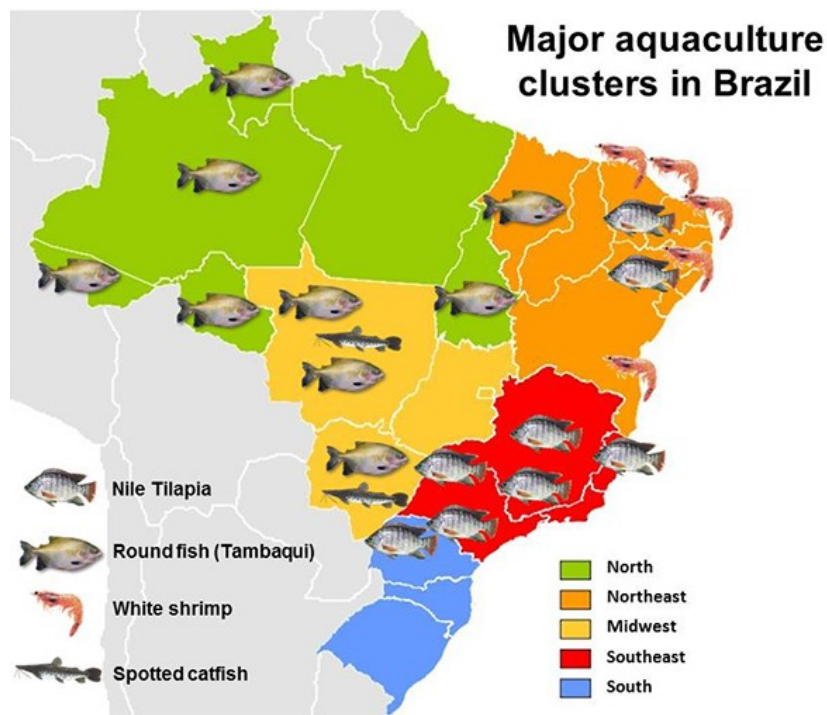 Major aquaculture
clusters in Brazil
Nile Tilapia
Round fish (Tambaqui)
White shrimp
Spotted catfish
North
Northeast
Midwest
Southeast
South